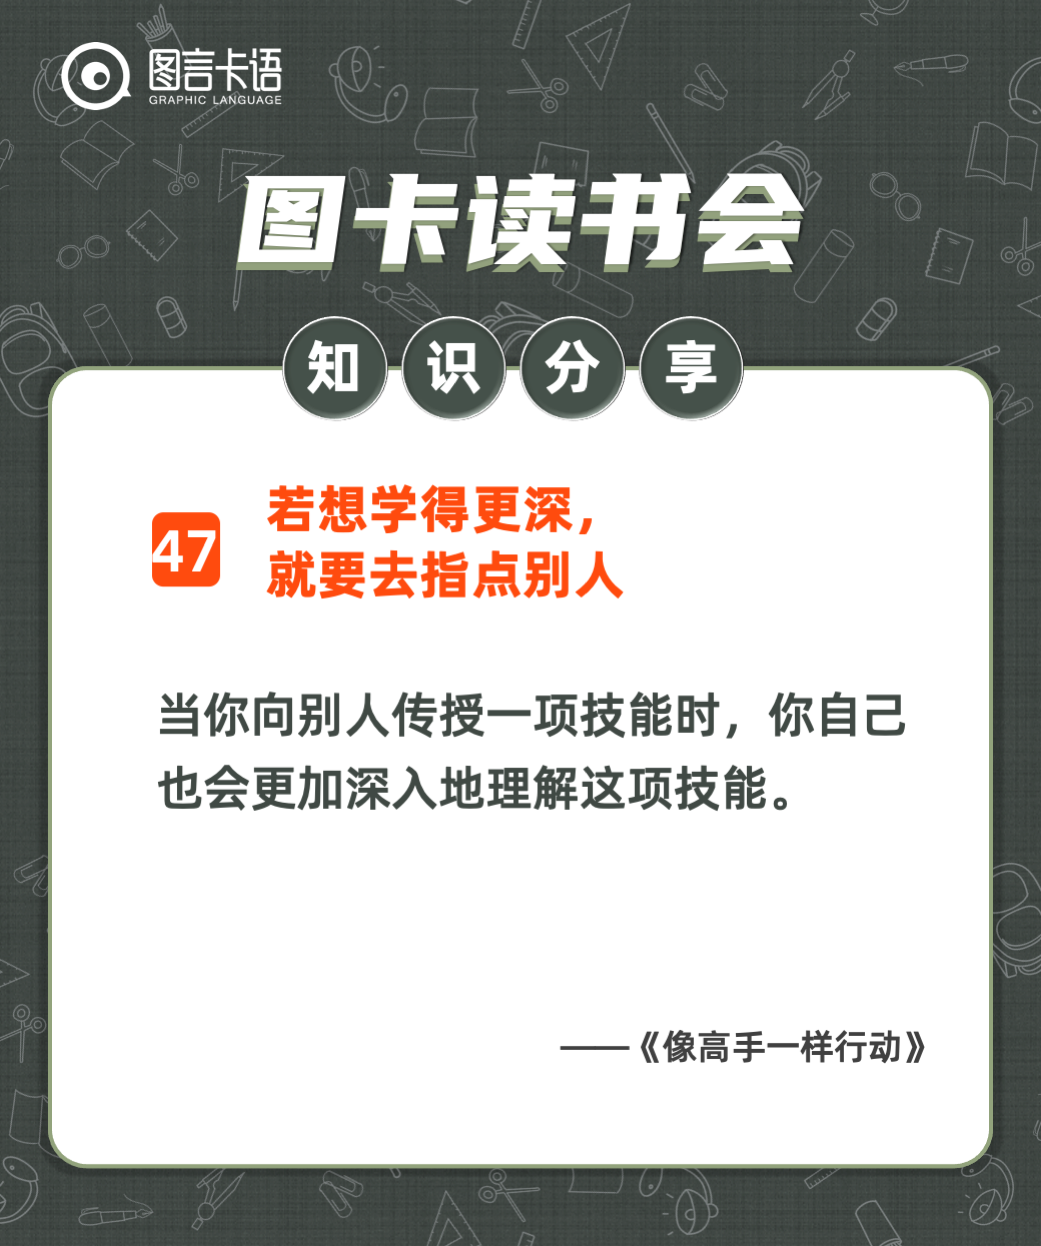 图言卡语
GRAPHIC LANGUAGE
图卡读书会
知识分享
47
若想学得更深，
就要去指点别人
当你向别人传授一项技能时，你自己
也会更加深入地理解这项技能。
——《像高手一样行动》